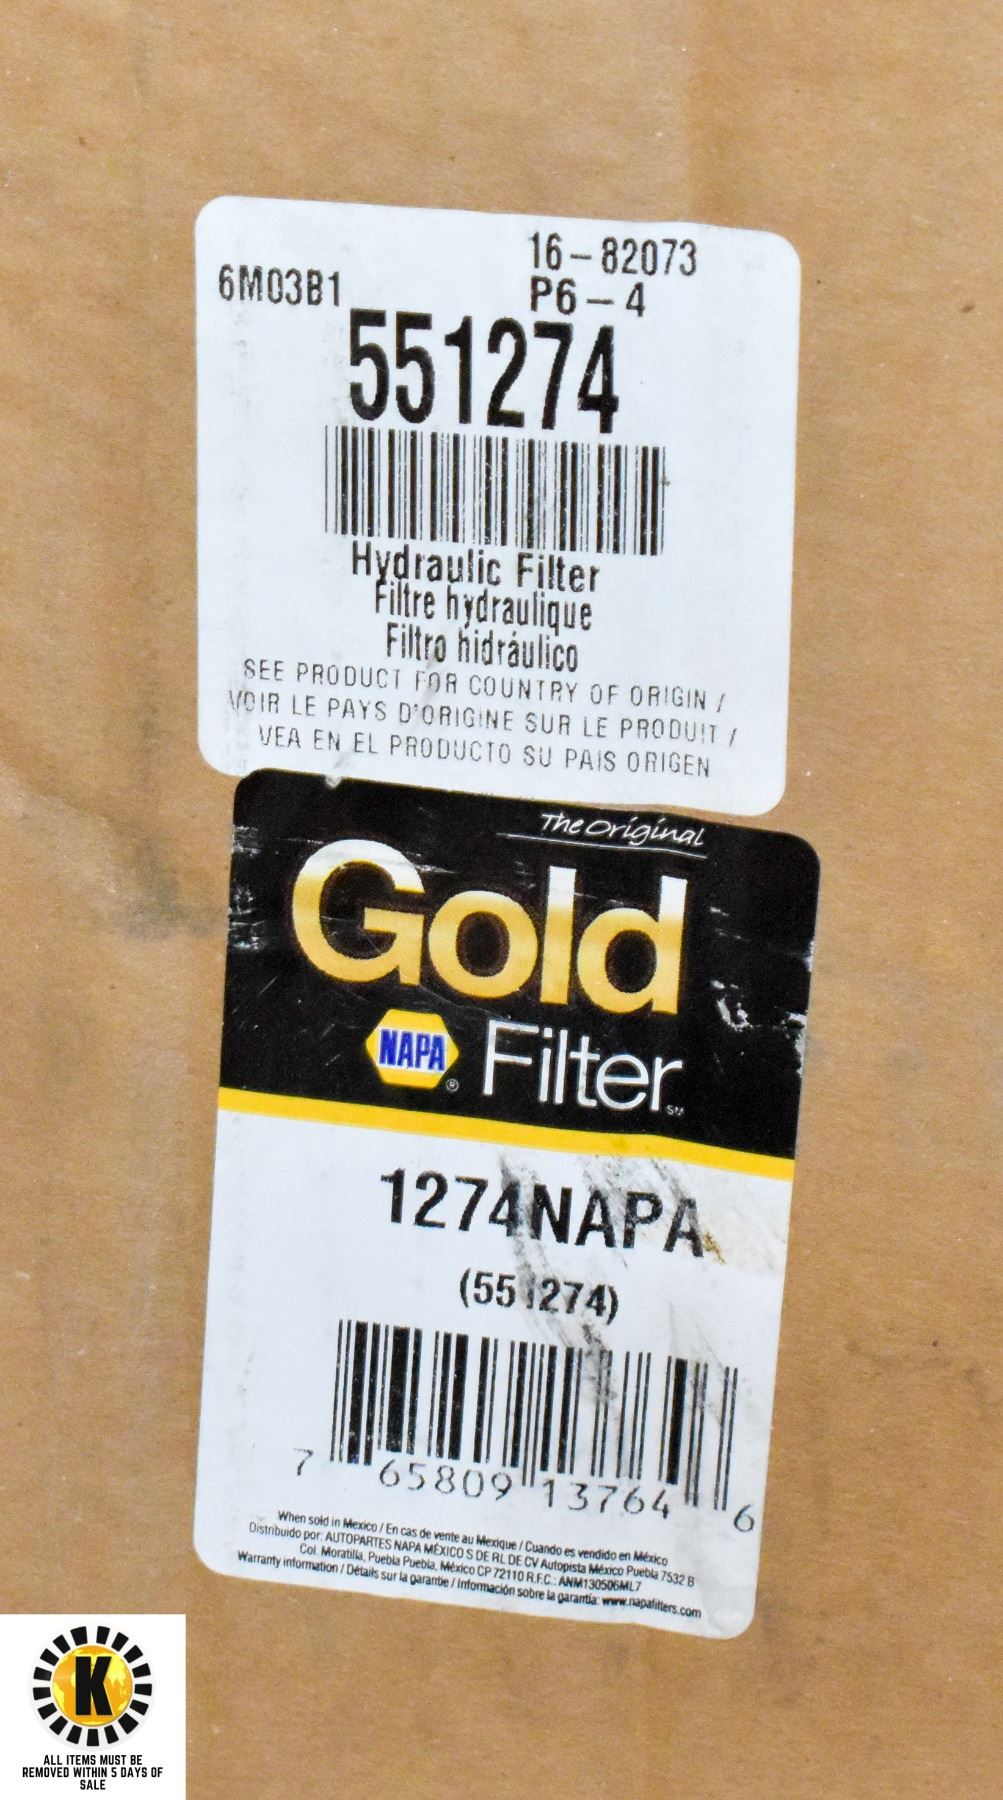 16-82073
6M03B1
P6-4
551274
Hydraulic Filter
Filtre hydraulique
Filtro hidráulico
SEE PRODUCT FOR COUNTRY OF ORIGIN /
VOIR LE PAYS D'ORIGINE SUR LE PRODUIT /
VEA EN EL PRODUCTO SU PAIS ORIGEN
The Original
Gold
NAPA® Filter SM
1274NAPA
(551274)
7 65809 13764 6
When sold in Mexico / En cas de vente au Mexique / Cuando es vendido en México
Distribuido por: AUTOPARTES NAPA MÉXICO S DE RL DE CV Autopista México Puebla 7532 B
Col. Moratilla, Puebla Puebla, México CP 72110 R.F.C.: ANM130506ML7
Warranty information / Détails sur la garantie / Información sobre la garantía: www.napafilters.com
K
ALL ITEMS MUST BE
REMOVED WITHIN 5 DAYS OF
SALE